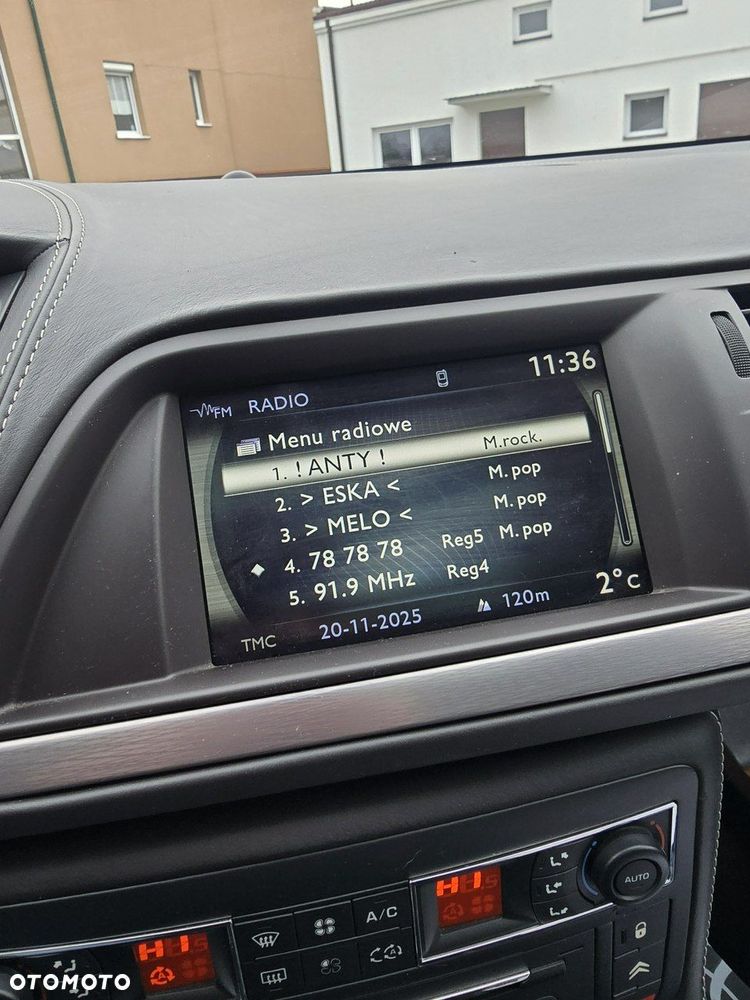 FM RADIO 11:36
Menu radiowe
1. ! ANTY ! M.rock.
2. > ESKA < M. pop
3. > MELO < M. pop
4. 78 78 78 Reg5 M. pop
5. 91.9 MHz Reg4
TMC 20-11-2025 120m 2° C
HI
AUTO
A/C
HI
OTOMOTO